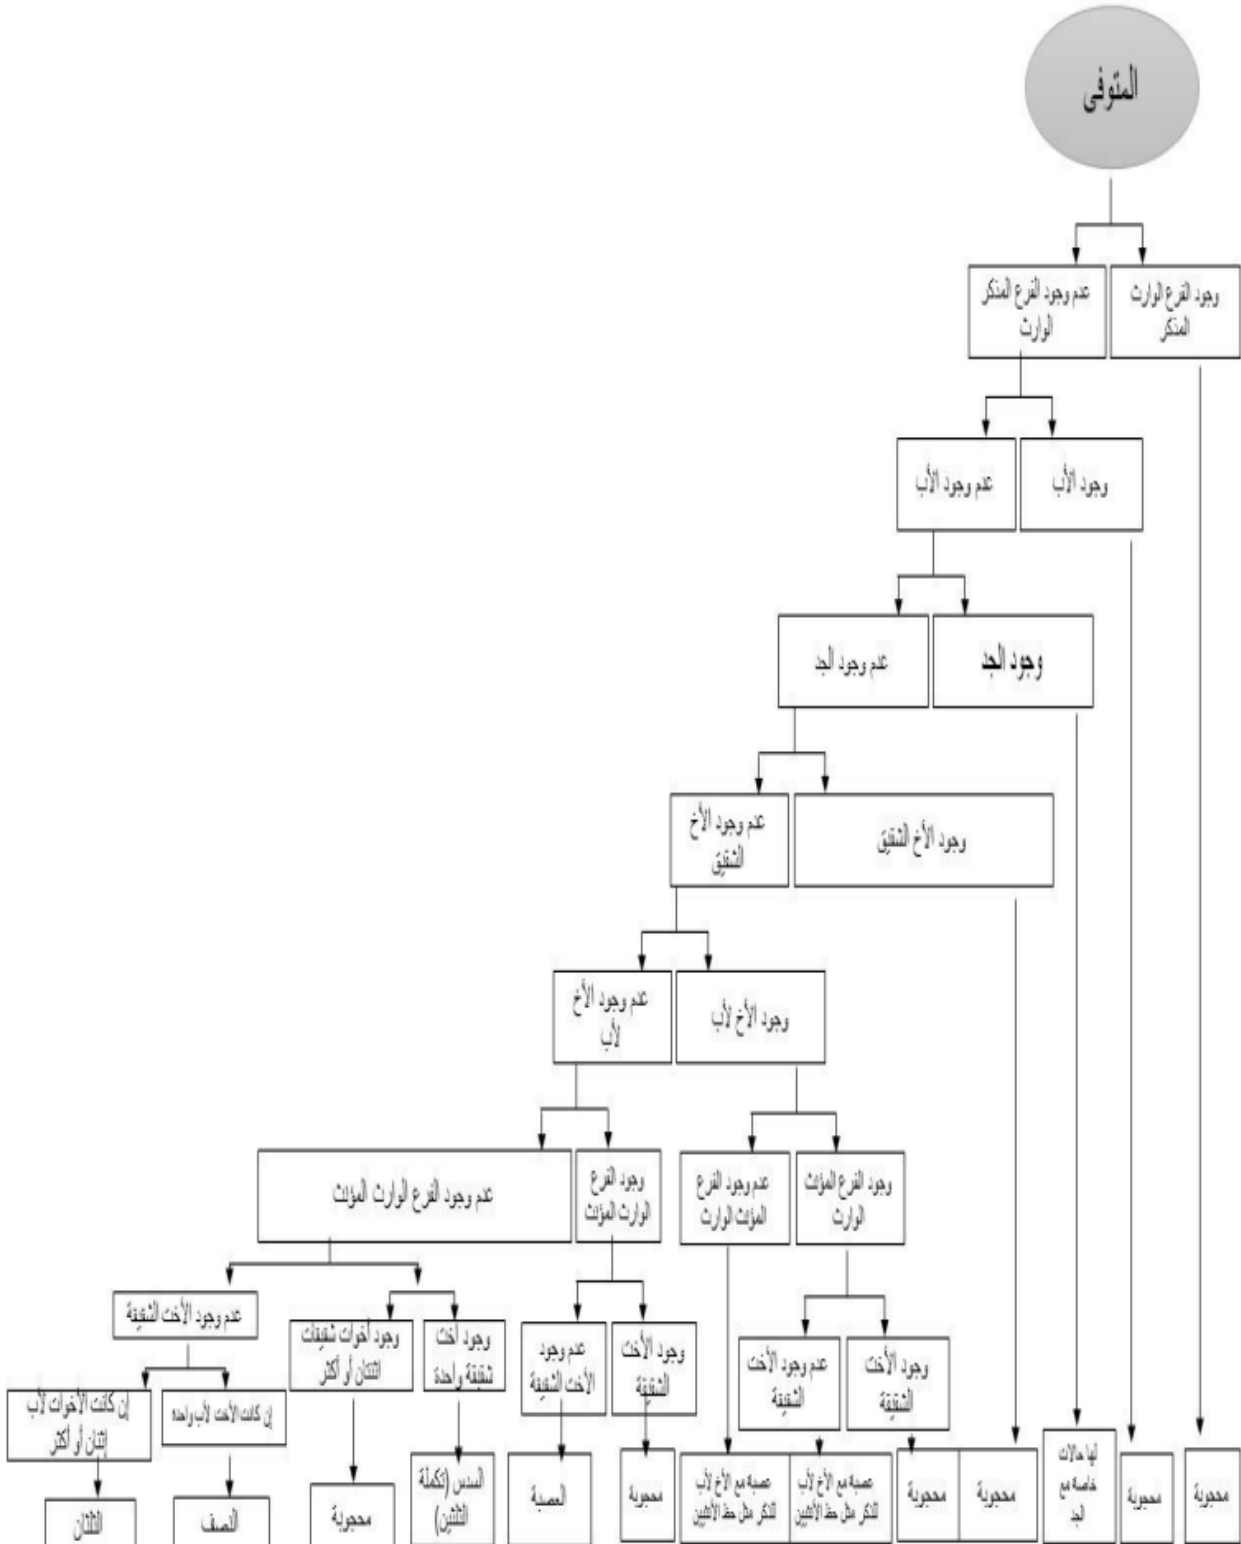 المتوفى
وجود الفرع الوارث
المذكر
عدم وجود الفرع المذكر
الوارث
وجود الأب
عدم وجود الأب
وجود الجد
عدم وجود الجد
وجود الأخ الشقيق
عدم وجود الأخ
الشقيق
وجود الأخ لأب
عدم وجود الأخ
لأب
وجود الفرع المؤنث
الوارث
عدم وجود الفرع
المؤنث الوارث
وجود الفرع
الوارث المؤنث
عدم وجود الفرع الوارث المؤنث
وجود الأخت
الشقيقة
عدم وجود الأخت
الشقيقة
وجود الأخت
الشقيقة
عدم وجود
الأخت الشقيقة
وجود أخت
شقيقة واحدة
وجود أخوات شقيقات
اثنتان أو أكثر
عدم وجود الأخت الشقيقة
إن كانت الأخت لأب واحدة
إن كانت الأخوات لأب
إثنتان أو أكثر
محجوبة
محجوبة
لها حالات
خاصة مع
الجد
محجوبة
محجوبة
عصبة مع الأخ لأب
للذكر مثل حظ الأنثيين
عصبة مع الأخ لأب
للذكر مثل حظ الأنثيين
محجوبة
العصبة
السدس (تكملة
الثلثين)
محجوبة
النصف
الثلثان